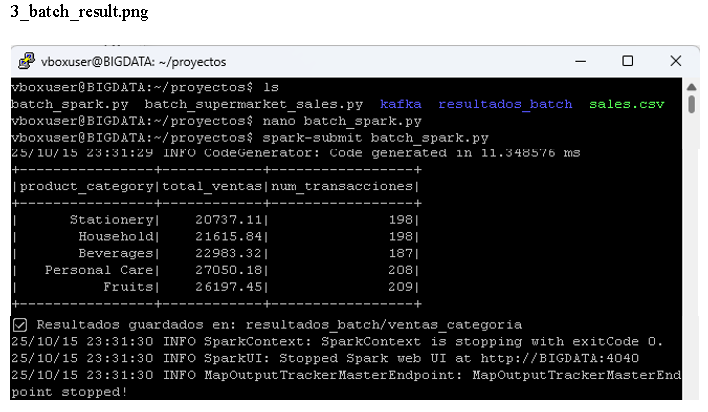 3_batch_result.png
vboxuser@BIGDATA: ~/proyectos
vboxuser@BIGDATA:~/proyectos$ ls
batch_spark.py  batch_supermarket_sales.py  kafka  resultados_batch  sales.csv
vboxuser@BIGDATA:~/proyectos$ nano batch_spark.py
vboxuser@BIGDATA:~/proyectos$ spark-submit batch_spark.py
25/10/15 23:31:29 INFO CodeGenerator: Code generated in 11.348576 ms
+----------------+------------+-----------------+
|product_category|total_ventas|num_transacciones|
+----------------+------------+-----------------+
|      Stationery|    20737.11|              198|
|       Household|    21615.84|              198|
|       Beverages|    22983.32|              187|
|   Personal Care|    27050.18|              208|
|          Fruits|    26197.45|              209|
+----------------+------------+-----------------+
☑ Resultados guardados en: resultados_batch/ventas_categoria
25/10/15 23:31:30 INFO SparkContext: SparkContext is stopping with exitCode 0.
25/10/15 23:31:30 INFO SparkUI: Stopped Spark web UI at http://BIGDATA:4040
25/10/15 23:31:30 INFO MapOutputTrackerMasterEndpoint: MapOutputTrackerMasterEnd
point stopped!